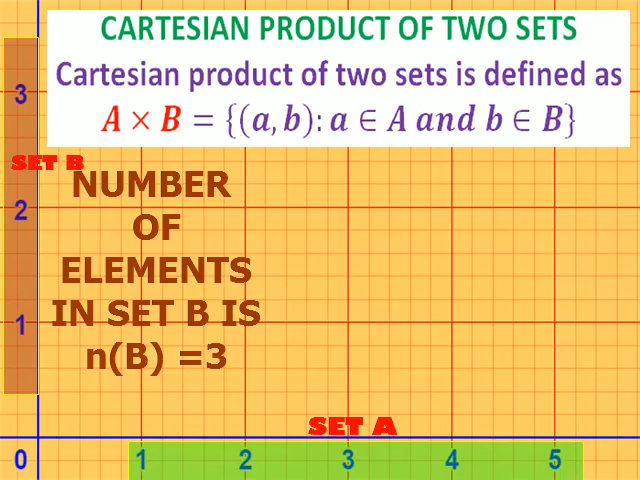 CARTESIAN PRODUCT OF TWO SETS
Cartesian product of two sets is defined as
A × B = {(a, b): a ∈ A and b ∈ B}
3
SET B
NUMBER
OF
ELEMENTS
IN SET B IS
n(B) =3
2
1
SET A
0 1 2 3 4 5